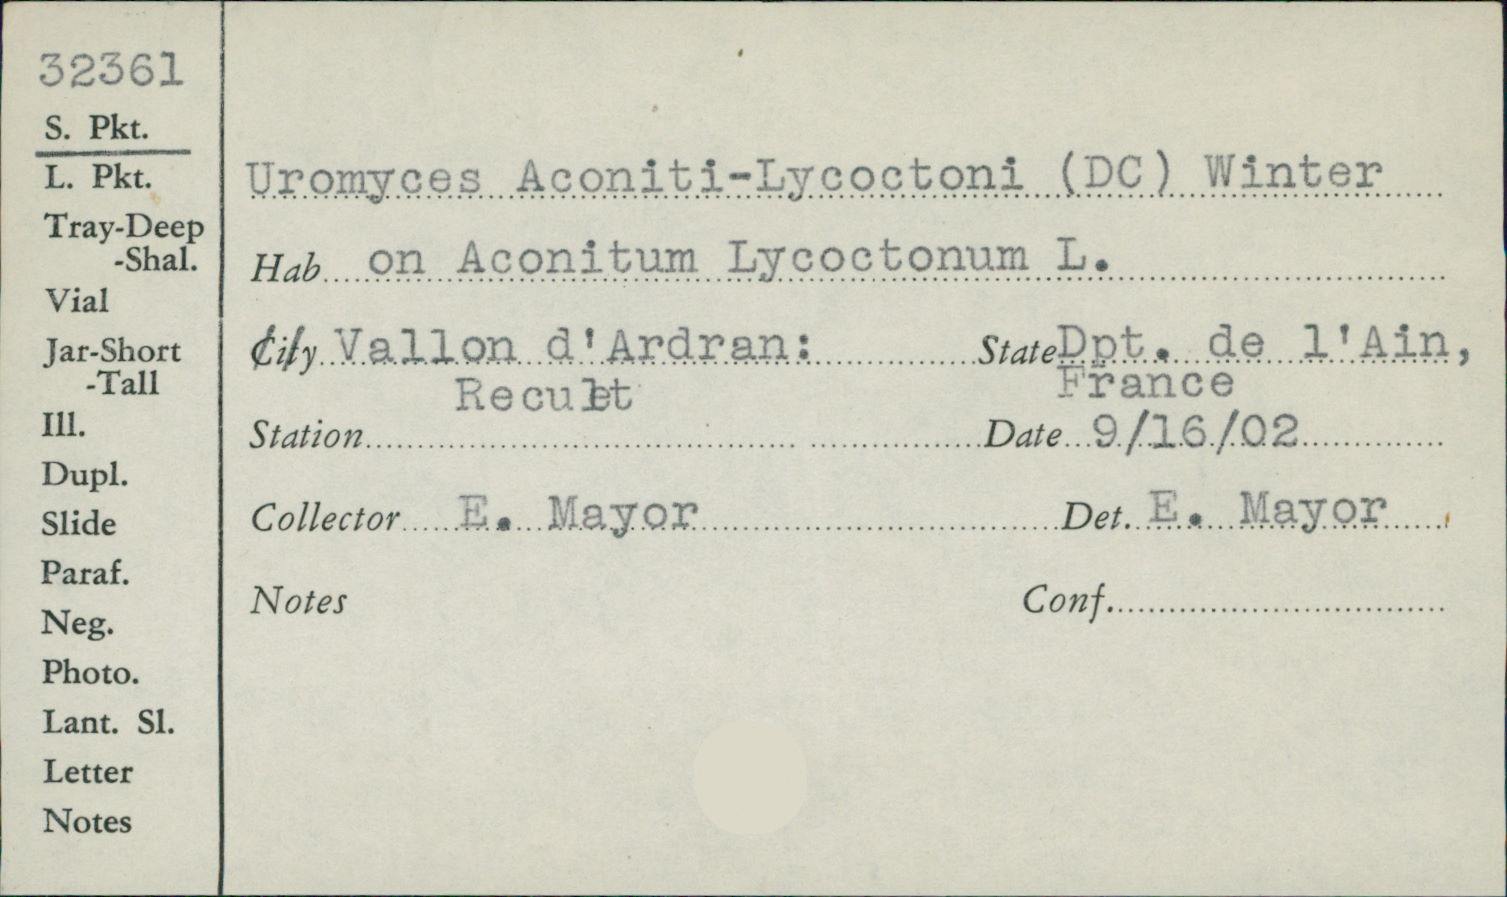 32361
S. Pkt.
L. Pkt.
Tray-Deep
-Shal.
Vial
Jar-Short
-Tall
Ill.
Dupl.
Slide
Paraf.
Neg.
Photo.
Lant. Sl.
Letter
Notes
Uromyces Aconiti-Lycoctoni (DC) Winter
Hab on Aconitum Lycoctonum L.
City Vallon d'Ardran: State Dpt. de l'Ain,
Reculet France
Station Date 9/16/02
Collector E. Mayor Det. E. Mayor
Notes Conf.